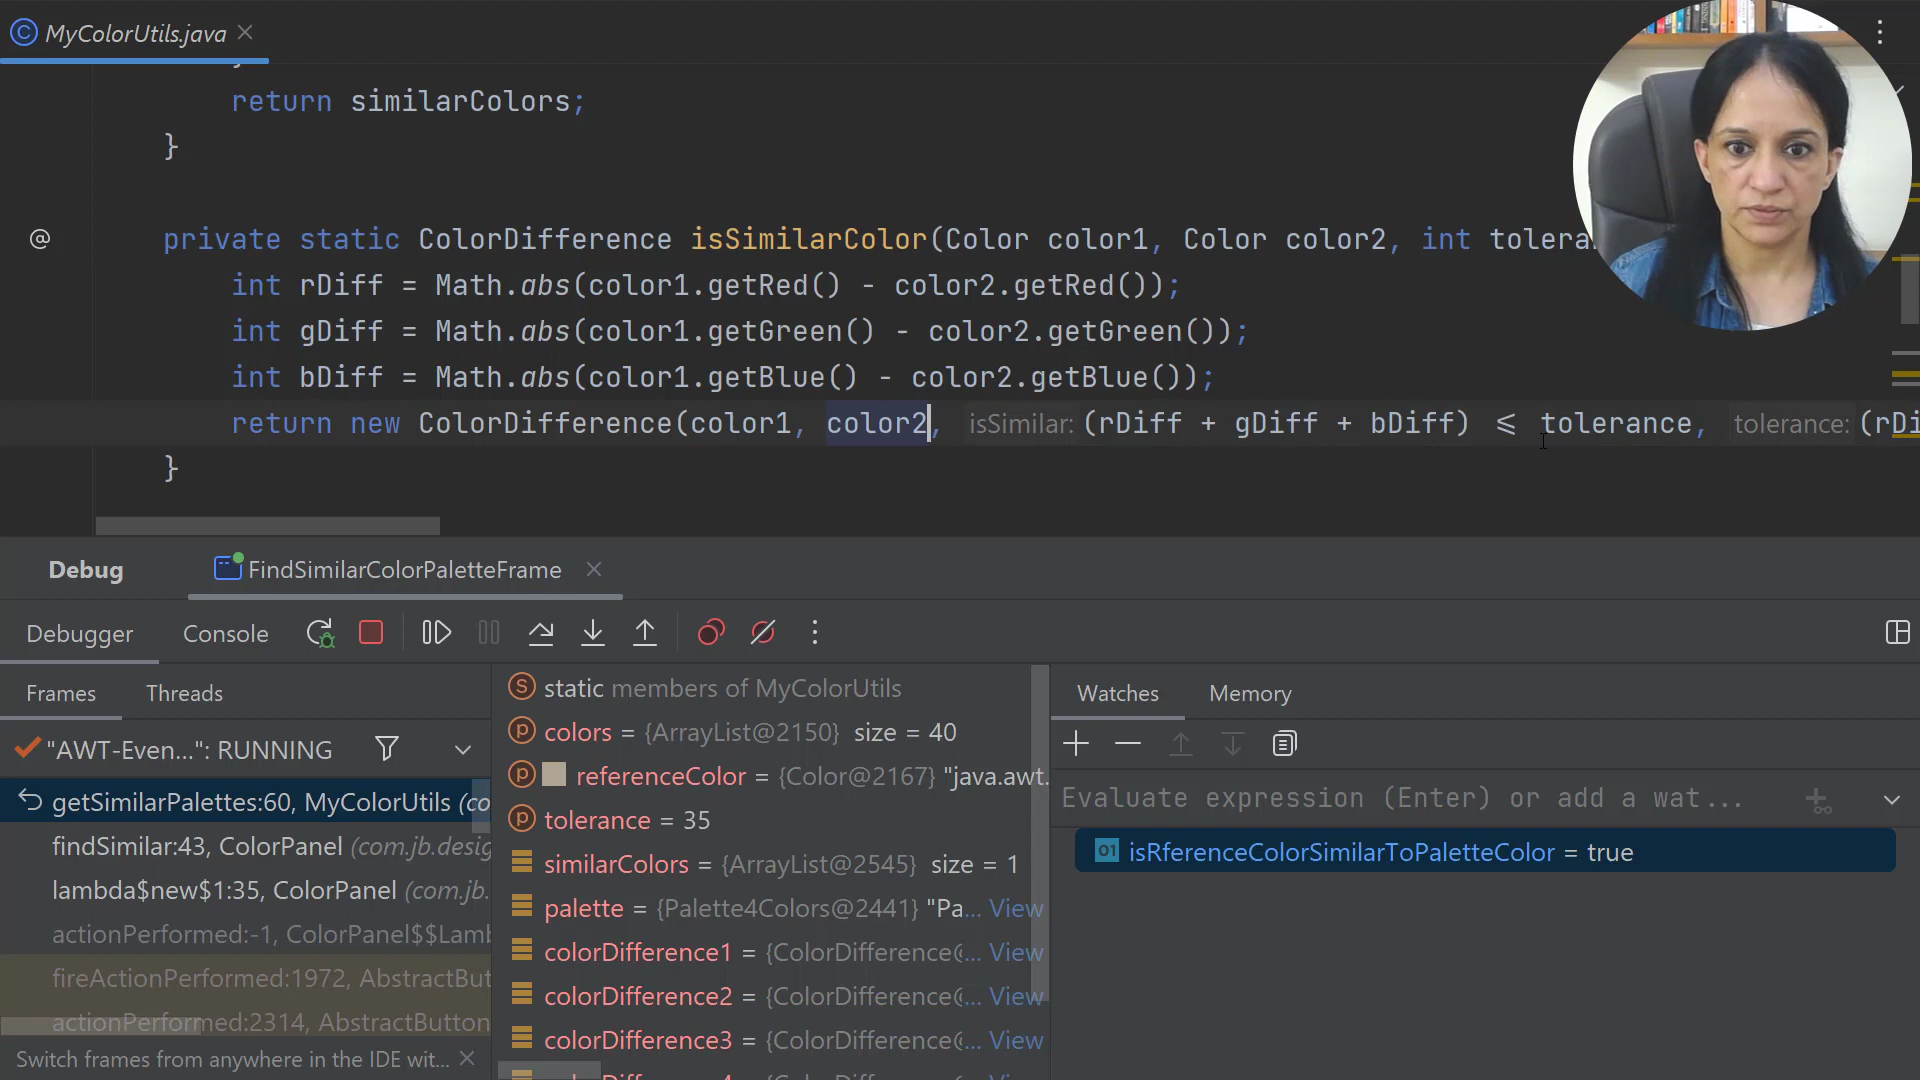 MyColorUtils.java
}
return similarColors;
}
@
private static ColorDifference isSimilarColor(Color color1, Color color2, int toleran
int rDiff = Math.abs(color1.getRed() - color2.getRed());
int gDiff = Math.abs(color1.getGreen() - color2.getGreen());
int bDiff = Math.abs(color1.getBlue() - color2.getBlue());
return new ColorDifference(color1, color2, isSimilar: (rDiff + gDiff + bDiff) <= tolerance, tolerance: (rDi
}
Debug
FindSimilarColorPaletteFrame
Debugger
Console
Frames
Threads
"AWT-Even...": RUNNING
getSimilarPalettes:60, MyColorUtils (co
findSimilar:43, ColorPanel (com.jb.desig
lambda$new$1:35, ColorPanel (com.jb.
actionPerformed:-1, ColorPanel$$Lamb
fireActionPerformed:1972, AbstractBut
actionPerformed:2314, AbstractButton
Switch frames from anywhere in the IDE wit...
static members of MyColorUtils
colors = {ArrayList@2150} size = 40
referenceColor = {Color@2167} "java.awt.
tolerance = 35
similarColors = {ArrayList@2545} size = 1
palette = {Palette4Colors@2441} "Pa... View
colorDifference1 = {ColorDifference@... View
colorDifference2 = {ColorDifference@... View
colorDifference3 = {ColorDifference@... View
Watches
Memory
Evaluate expression (Enter) or add a wat...
01 isRferenceColorSimilarToPaletteColor = true